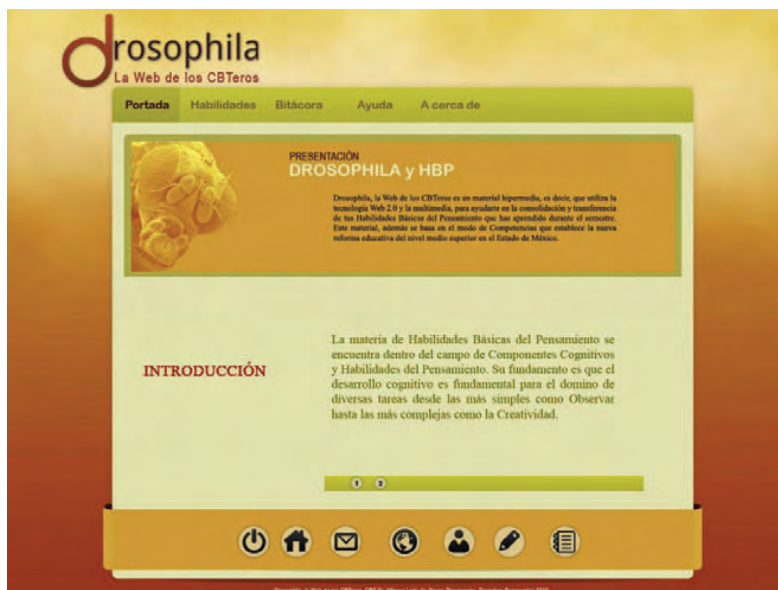 drosophila
La Web de los CBTeros
Portada Habilidades Bitácora Ayuda A cerca de
PRESENTACIÓN
DROSOPHILA y HBP
Drosophila, la Web de los CBTeros es un material hipermedia, es decir, que utiliza la
tecnología Web 2.0 y la multimedia, para ayudarte en la consolidación y transferencia
de tus Habilidades Básicas del Pensamiento que has aprendido durante el semestre.
Este material, además se basa en el modo de Competencias que establece la nueva
reforma educativa del nivel medio superior en el Estado de México.
INTRODUCCIÓN
La materia de Habilidades Básicas del Pensamiento se
encuentra dentro del campo de Componentes Cognitivos
y Habilidades del Pensamiento. Su fundamento es que el
desarrollo cognitivo es fundamental para el domino de
diversas tareas desde las más simples como Observar
hasta las más complejas como la Creatividad.
1 2